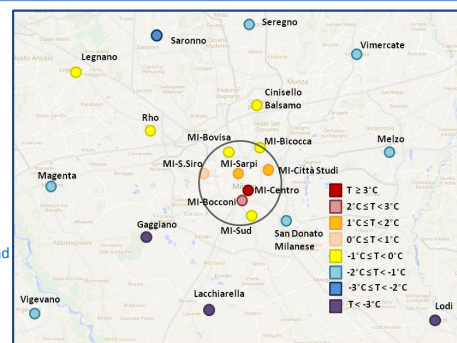 Seregno
Saronno
Vimercate
Legnano
Cinisello
Balsamo
Rho
MI-Bovisa
MI-Bicocca
Melzo
MI-Sarpi
MI-S.Siro
MI-Città Studi
Magenta
MI-Centro
MI-Bocconi
Gaggiano
MI-Sud
San Donato
Milanese
nd
Lacchiarella
Vigevano
Lodi
T ≥ 3°C
2°C ≤ T < 3°C
1°C ≤ T < 2°C
0°C ≤ T < 1°C
-1°C ≤ T < 0°C
-2°C ≤ T < -1°C
-3°C ≤ T < -2°C
T < -3°C